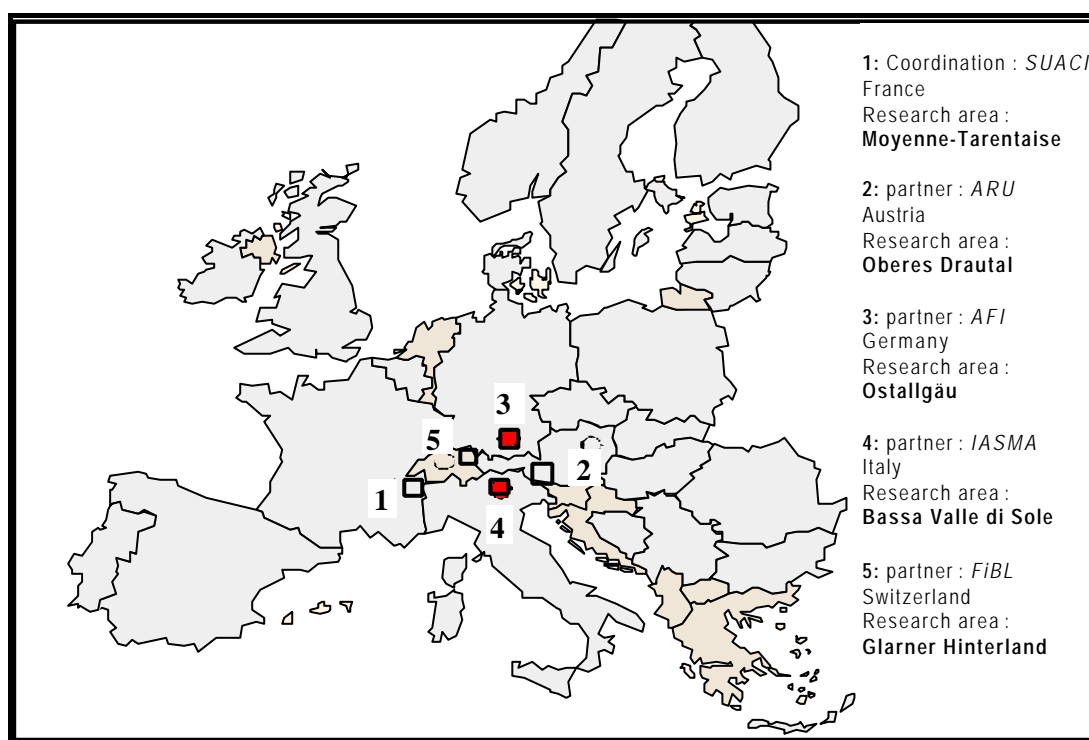 1: Coordination : SUACI
France
Research area :
Moyenne-Tarentaise
2: partner : ARU
Austria
Research area :
Oberes Drautal
3: partner : AFI
Germany
Research area :
Ostallgäu
4: partner : IASMA
Italy
Research area :
Bassa Valle di Sole
5: partner : FiBL
Switzerland
Research area :
Glarner Hinterland
3
5
2
1
4